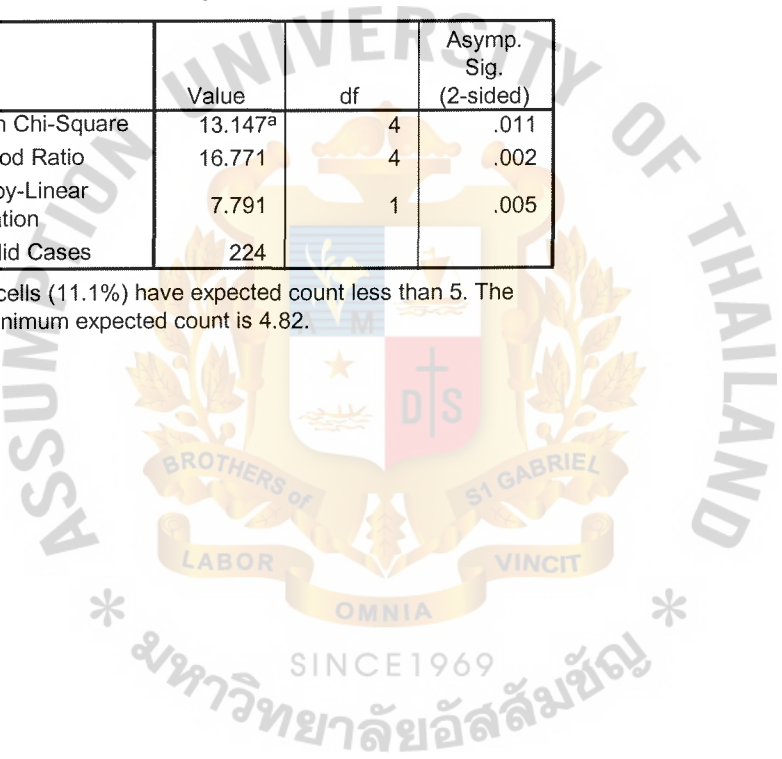 Value df Asymp.
Sig.
(2-sided)
n Chi-Square 13.147a 4 .011
od Ratio 16.771 4 .002
by-Linear
ation 7.791 1 .005
lid Cases 224
cells (11.1%) have expected count less than 5. The
nimum expected count is 4.82.
ASSUMPTION UNIVERSITY OF THAILAND
A M
D S
BROTHERS OF ST GABRIEL
LABOR VINCIT
OMNIA
* *
SINCE1969
มหาวิทยาลัยอัสสัมชัญ